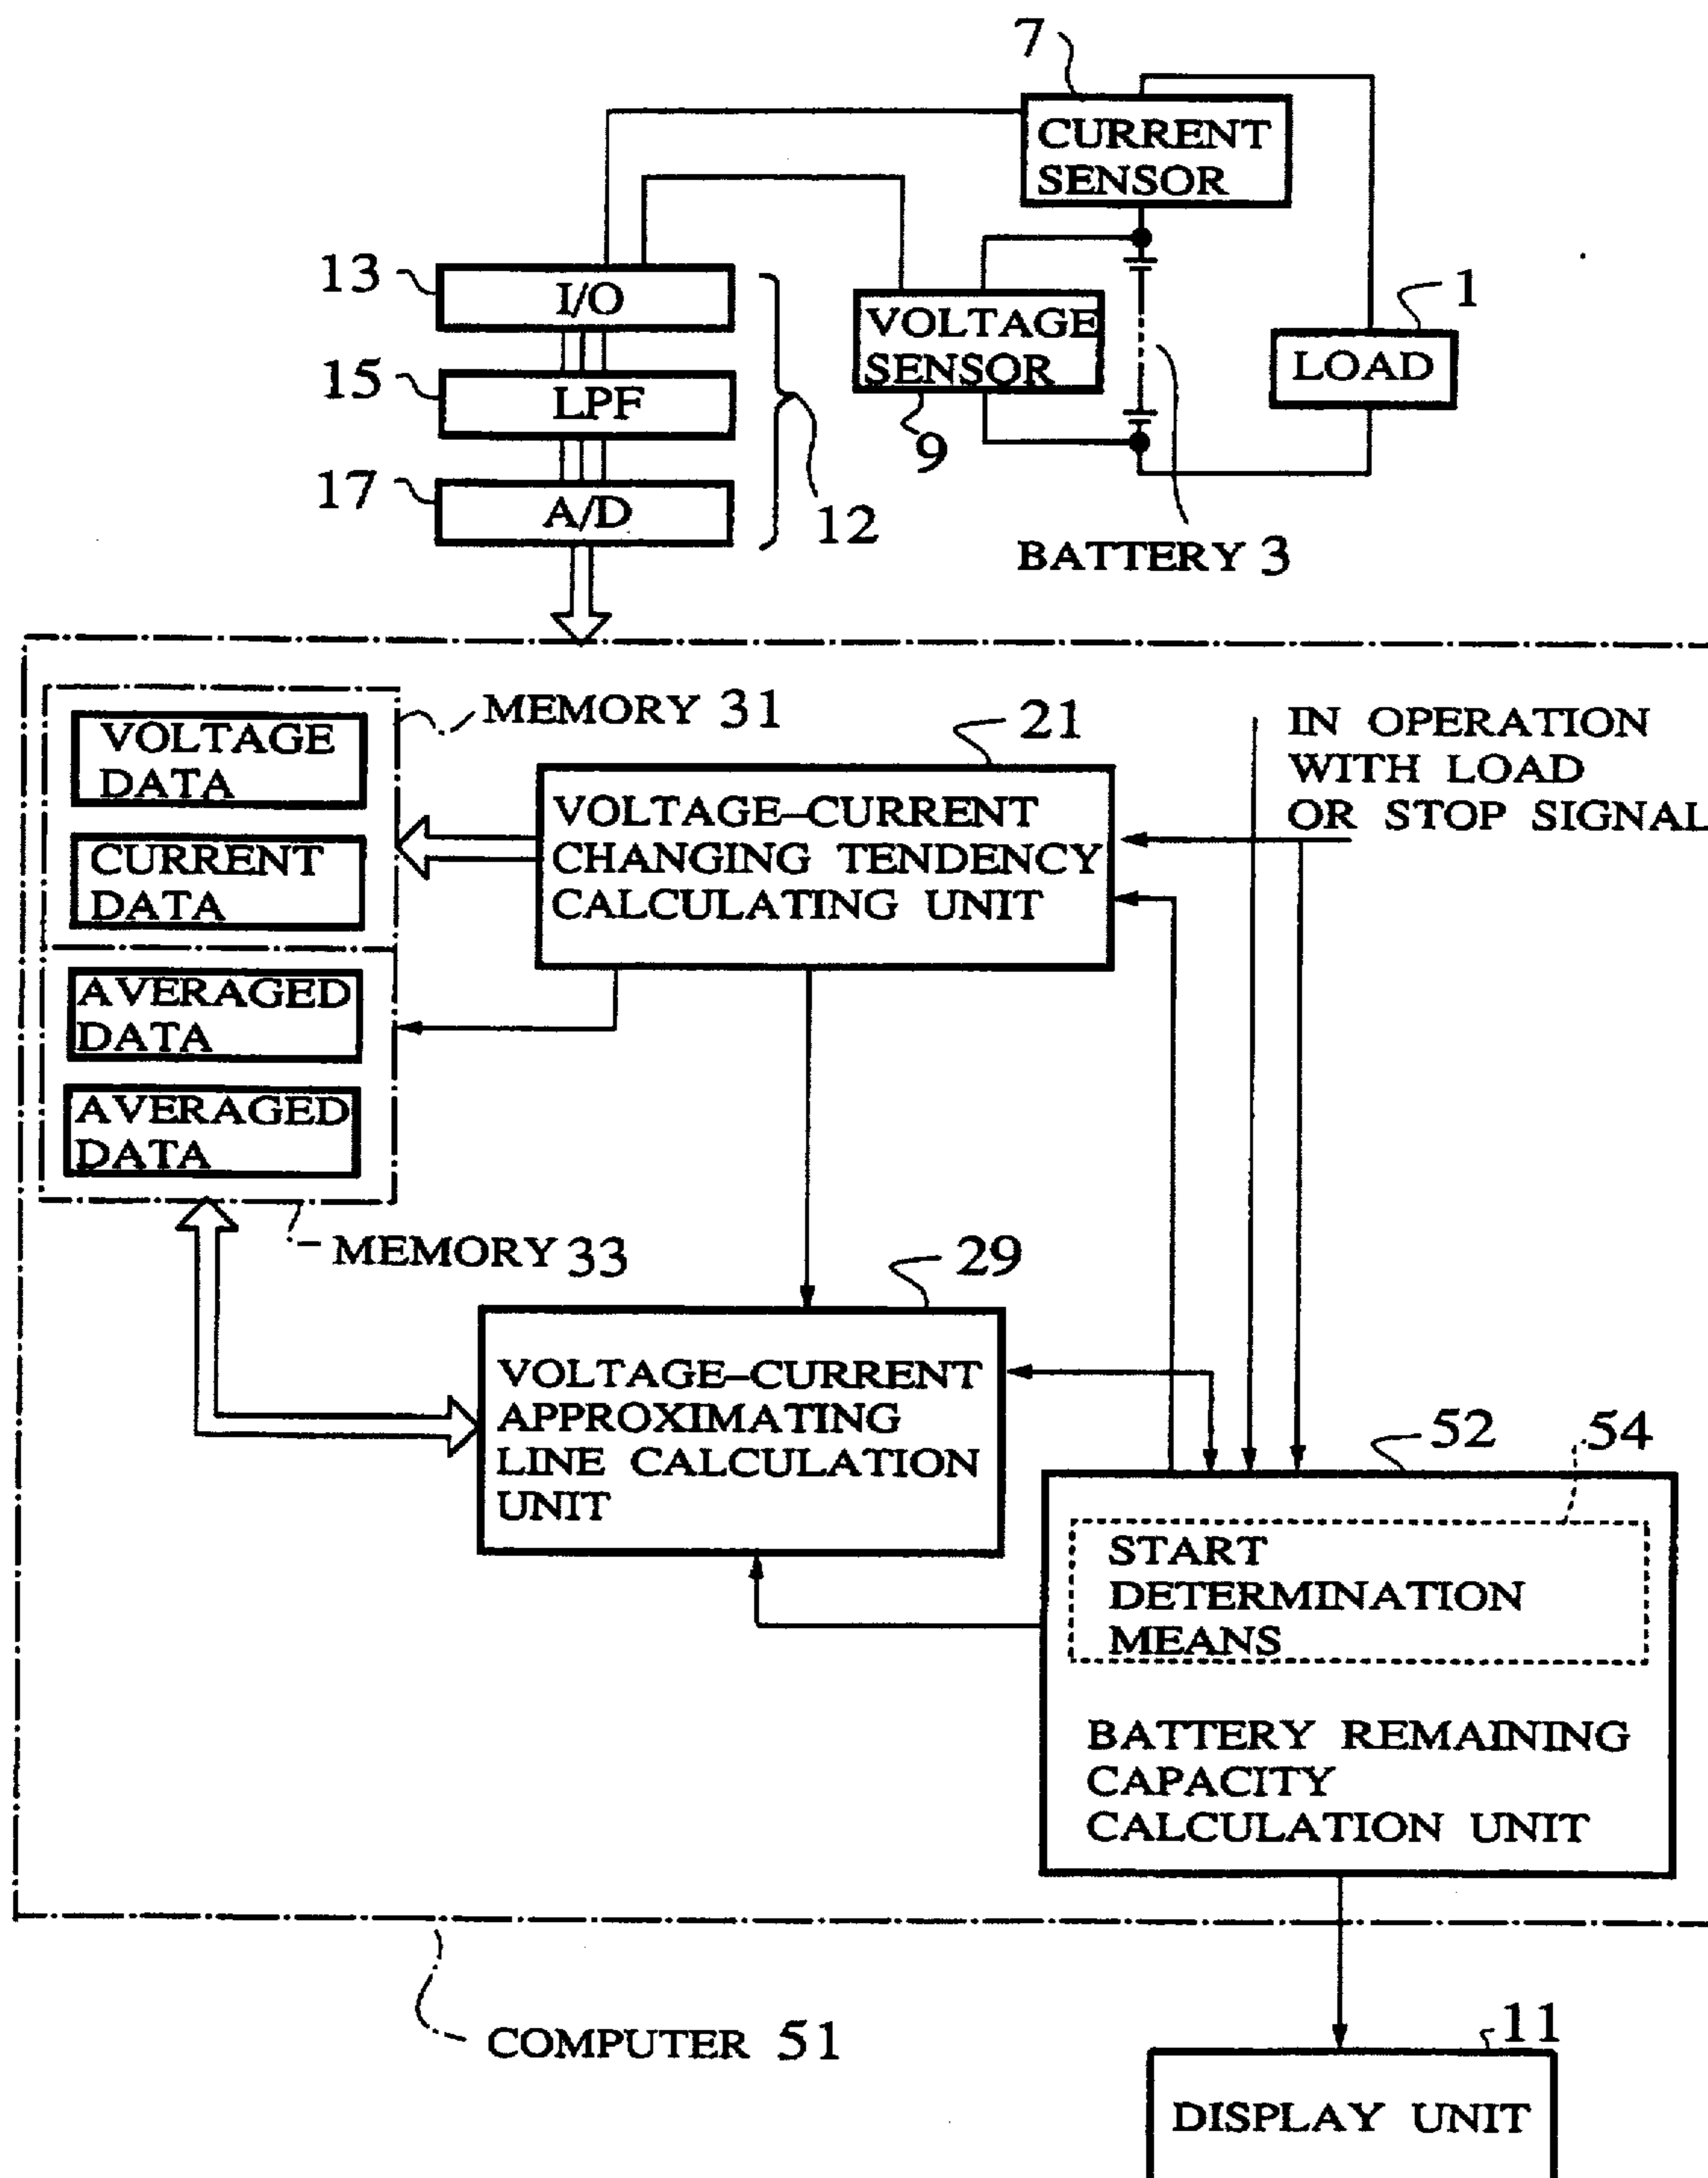 7
CURRENT
SENSOR
13
I/O
1
VOLTAGE
SENSOR
LOAD
15
LPF
9
17
A/D
12
BATTERY 3
MEMORY 31
21
IN OPERATION
WITH LOAD
OR STOP SIGNAL
VOLTAGE
DATA
VOLTAGE–CURRENT
CHANGING TENDENCY
CALCULATING UNIT
CURRENT
DATA
AVERAGED
DATA
AVERAGED
DATA
MEMORY 33
29
VOLTAGE–CURRENT
APPROXIMATING
LINE CALCULATION
UNIT
52
54
START
DETERMINATION
MEANS
BATTERY REMAINING
CAPACITY
CALCULATION UNIT
COMPUTER 51
11
DISPLAY UNIT